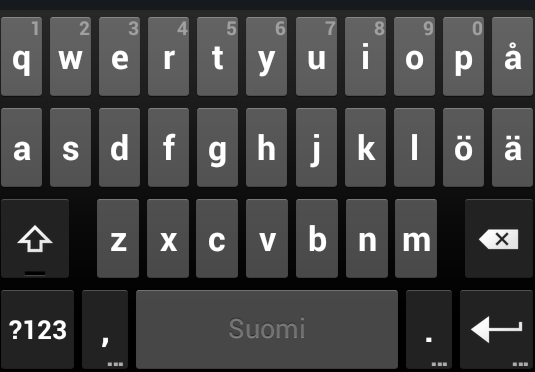 1 2 3 4 5 6 7 8 9 0
q w e r t y u i o p å
a s d f g h j k l ö ä
z x c v b n m
?123 , Suomi .